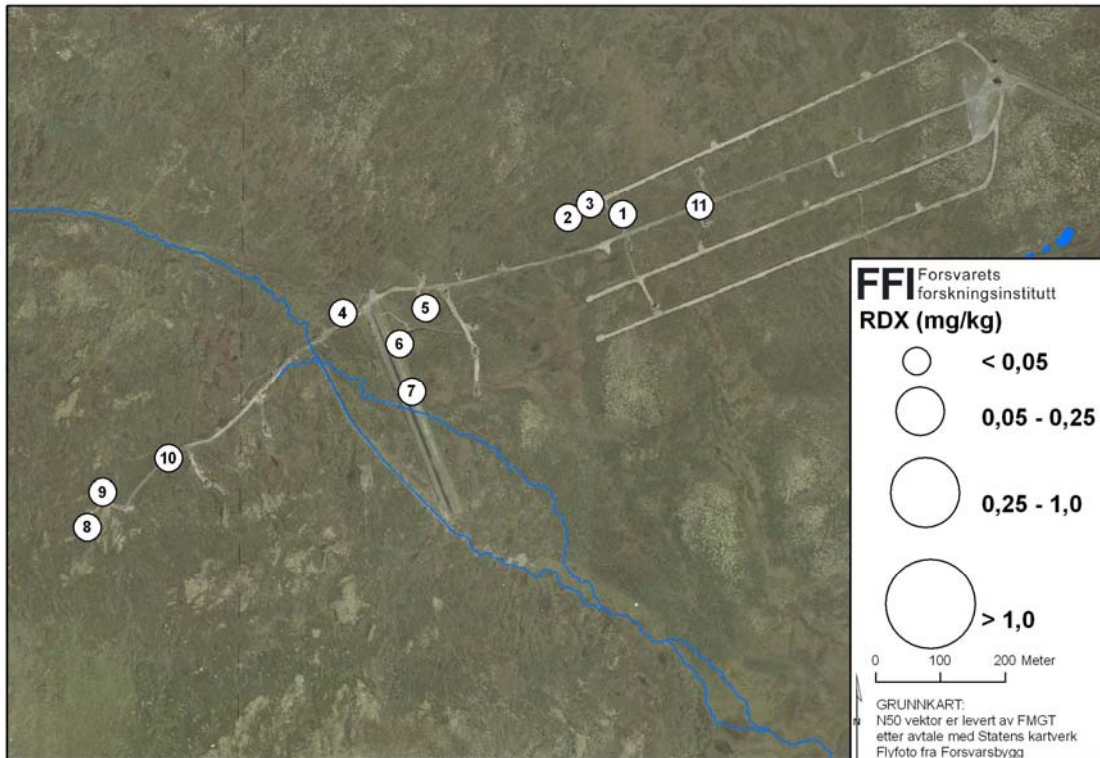 3
2
1
11
5
4
6
7
10
9
8
FFI Forsvarets
forskningsinstitutt
RDX (mg/kg)
< 0,05
0,05 - 0,25
0,25 - 1,0
> 1,0
0 100 200 Meter
N
GRUNNKART:
N50 vektor er levert av FMGT
etter avtale med Statens kartverk
Flyfoto fra Forsvarsbygg